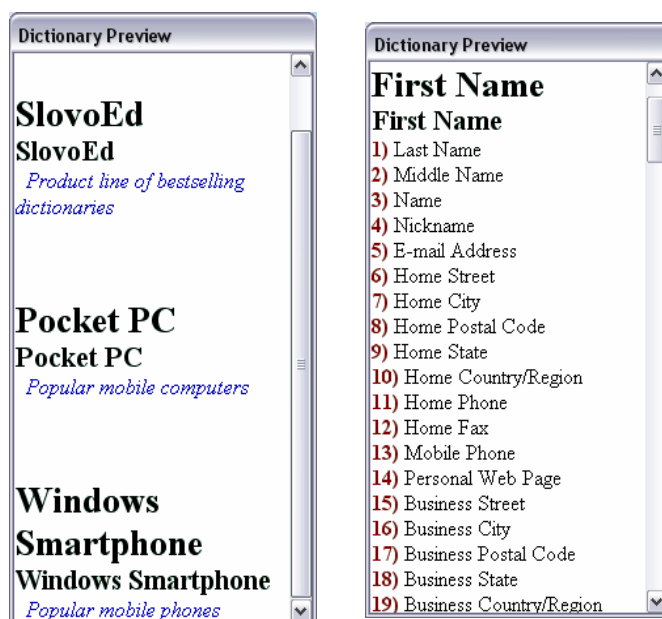 Dictionary Preview
SlovoEd
SlovoEd
Product line of bestselling
dictionaries
Pocket PC
Pocket PC
Popular mobile computers
Windows
Smartphone
Windows Smartphone
Popular mobile phones
Dictionary Preview
First Name
First Name
1) Last Name
2) Middle Name
3) Name
4) Nickname
5) E-mail Address
6) Home Street
7) Home City
8) Home Postal Code
9) Home State
10) Home Country/Region
11) Home Phone
12) Home Fax
13) Mobile Phone
14) Personal Web Page
15) Business Street
16) Business City
17) Business Postal Code
18) Business State
19) Business Country/Region